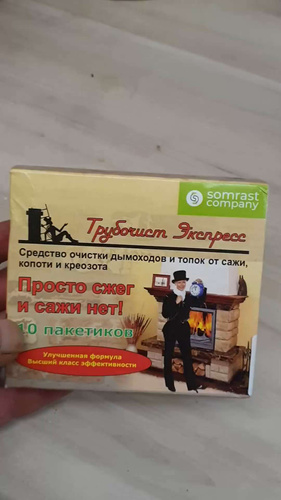 somrast
company
Трубочист Экспресс
Средство очистки дымоходов и топок от сажи,
копоти и креозота
Просто сжег
и сажи нет!
10 пакетиков
Улучшенная формула
Высший класс эффективности